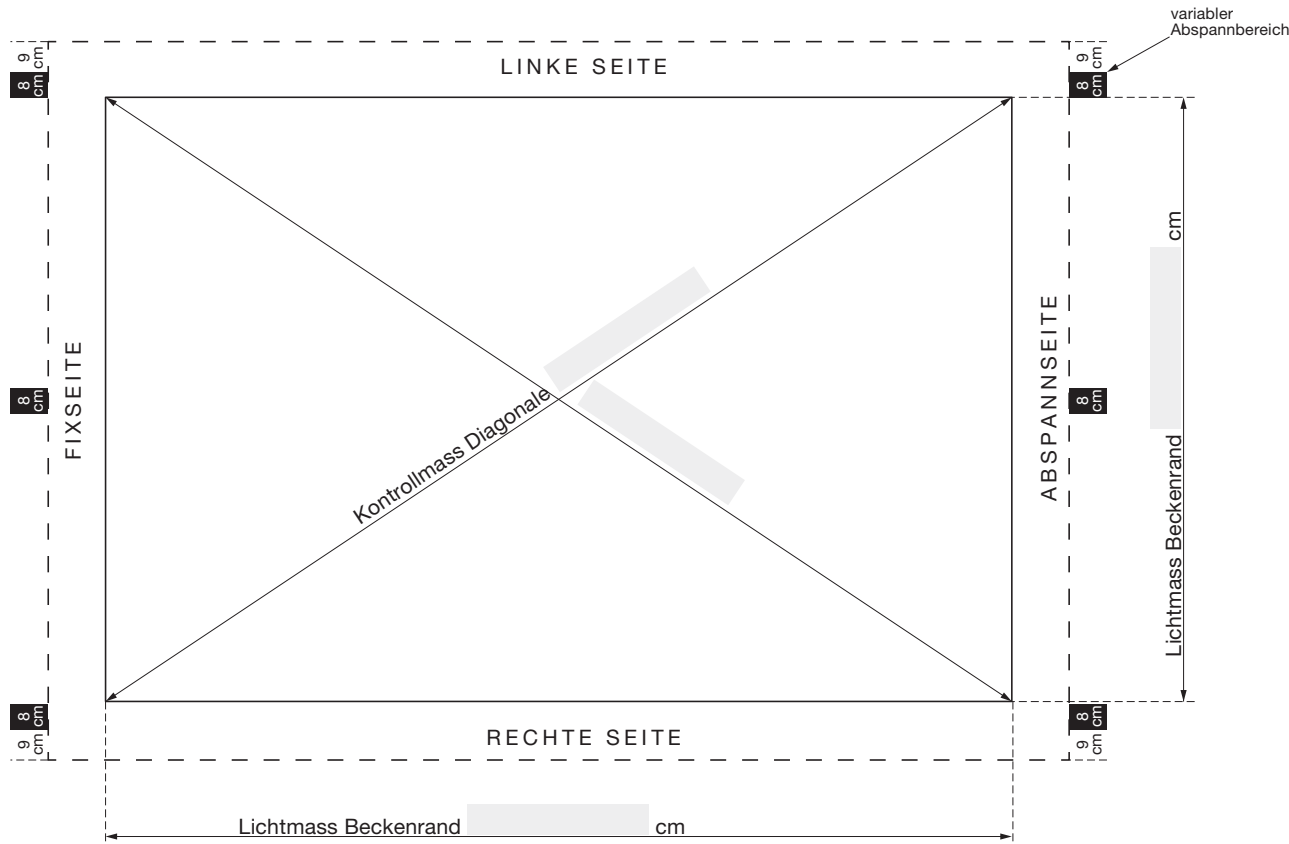 variabler
Abspannbereich
9
cm
9
cm
LINKE SEITE
8
cm
8
cm
cm
FIXSEITE
ABSPANNSEITE
8
cm
8
cm
Kontrollmass Diagonale
Lichtmass Beckenrand
8
cm
8
cm
9
cm
9
cm
RECHTE SEITE
Lichtmass Beckenrand cm